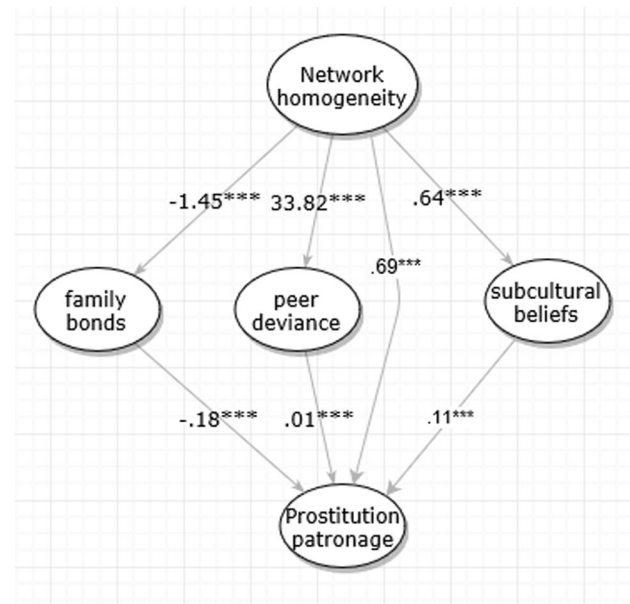 Network
homogeneity
-1.45*** 33.82*** .64***
.69***
family
bonds
peer
deviance
subcultural
beliefs
-.18*** .01*** .11***
Prostitution
patronage